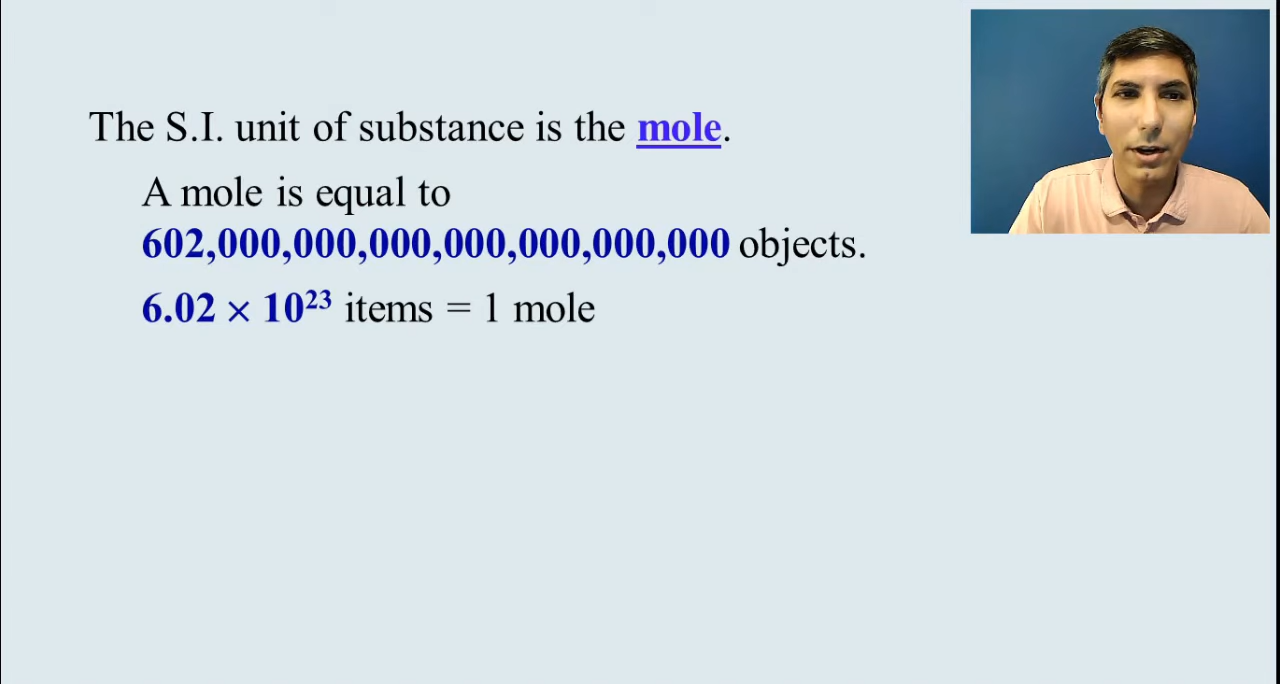 The S.I. unit of substance is the mole.
A mole is equal to
602,000,000,000,000,000,000,000 objects.
6.02 × 10²³ items = 1 mole